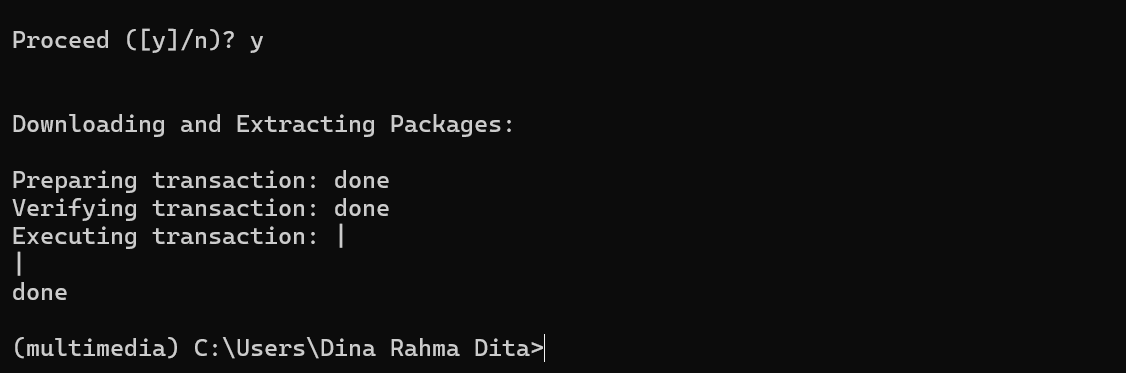 Proceed ([y]/n)? y
Downloading and Extracting Packages:
Preparing transaction: done
Verifying transaction: done
Executing transaction: |
|
done
(multimedia) C:\Users\Dina Rahma Dita>